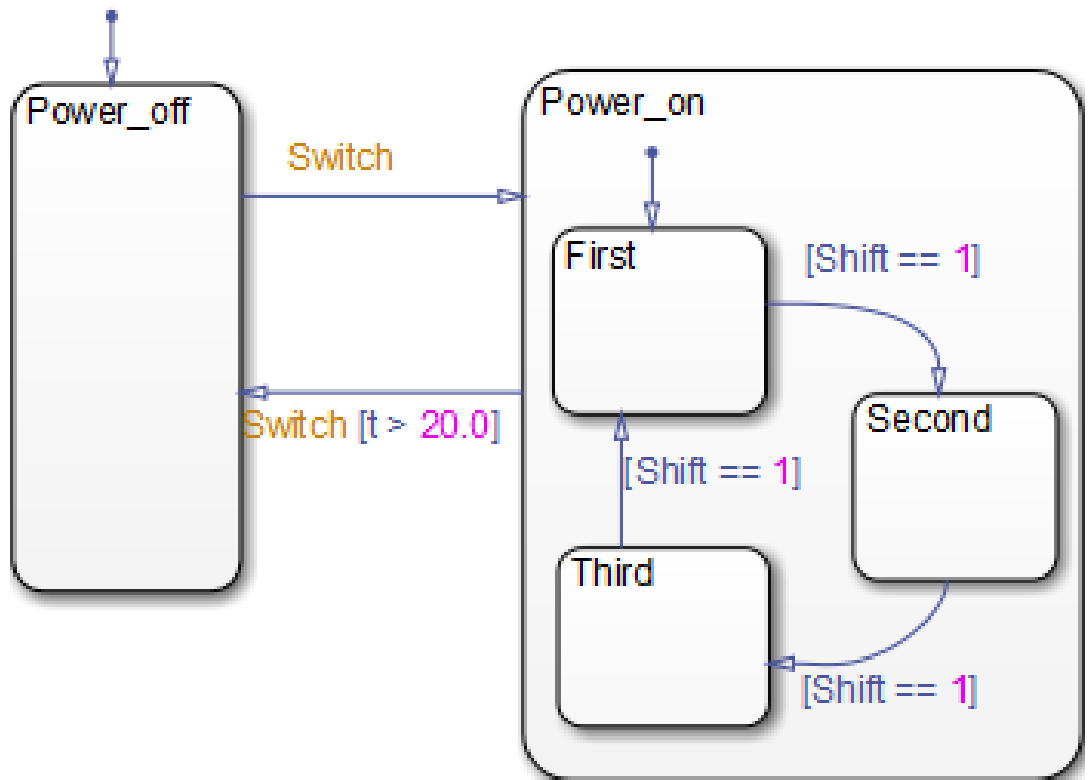 Power_off
Switch
Switch [t > 20.0]
Power_on
First
[Shift == 1]
Second
[Shift == 1]
Third
[Shift == 1]